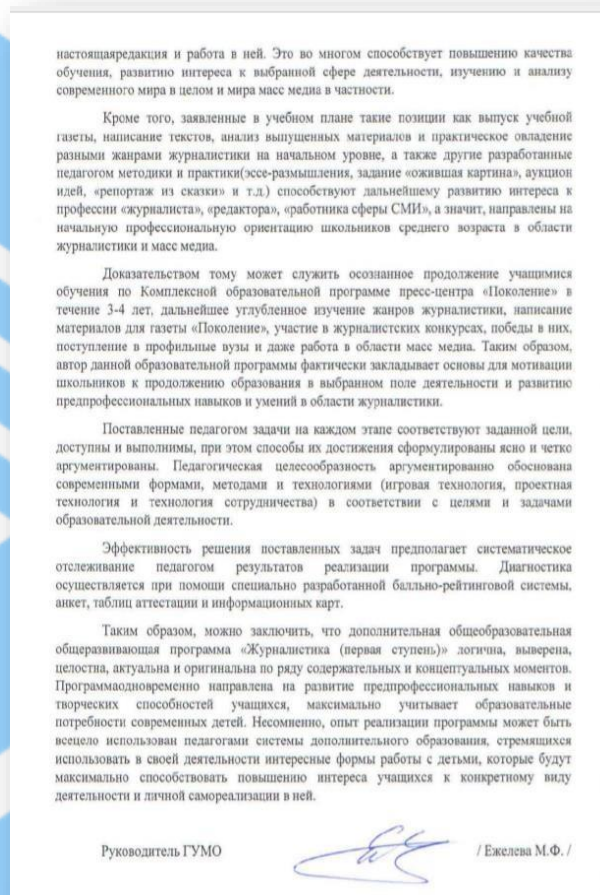 настоящаяредакция и работа в ней. Это во многом способствует повышению качества
обучения, развитию интереса к выбранной сфере деятельности, изучению и анализу
современного мира в целом и мира масс медиа в частности.
Кроме того, заявленные в учебном плане такие позиции как выпуск учебной
газеты, написание текстов, анализ выпущенных материалов и практическое овладение
разными жанрами журналистики на начальном уровне, а также другие разработанные
педагогом методики и практики(эссе-размышления, задание «ожившая картина», аукцион
идей, «репортаж из сказки» и т.д.) способствуют дальнейшему развитию интереса к
профессии «журналиста», «редактора», «работника сферы СМИ», а значит, направлены на
начальную профессиональную ориентацию школьников среднего возраста в области
журналистики и масс медиа.
Доказательством тому может служить осознанное продолжение учащимися
обучения по Комплексной образовательной программе пресс-центра «Поколение» в
течение 3-4 лет, дальнейшее углубленное изучение жанров журналистики, написание
материалов для газеты «Поколение», участие в журналистских конкурсах, победы в них,
поступление в профильные вузы и даже работа в области масс медиа. Таким образом,
автор данной образовательной программы фактически закладывает основы для мотивации
школьников к продолжению образования в выбранном поле деятельности и развитию
предпрофессиональных навыков и умений в области журналистики.
Поставленные педагогом задачи на каждом этапе соответствуют заданной цели,
доступны и выполнимы, при этом способы их достижения сформулированы ясно и четко
аргументированы. Педагогическая целесообразность аргументированно обоснована
современными формами, методами и технологиями (игровая технология, проектная
технология и технология сотрудничества) в соответствии с целями и задачами
образовательной деятельности.
Эффективность решения поставленных задач предполагает систематическое
отслеживание педагогом результатов реализации программы. Диагностика
осуществляется при помощи специально разработанной балльно-рейтинговой системы,
анкет, таблиц аттестации и информационных карт.
Таким образом, можно заключить, что дополнительная общеобразовательная
общеразвивающая программа «Журналистика (первая ступень)» логична, выверена,
целостна, актуальна и оригинальна по ряду содержательных и концептуальных моментов.
Программаодновременно направлена на развитие предпрофессиональных навыков и
творческих способностей учащихся, максимально учитывает образовательные
потребности современных детей. Несомненно, опыт реализации программы может быть
всецело использован педагогами системы дополнительного образования, стремящихся
использовать в своей деятельности интересные формы работы с детьми, которые будут
максимально способствовать повышению интереса учащихся к конкретному виду
деятельности и личной самореализации в ней.
Руководитель ГУМО / Ежелева М.Ф. /